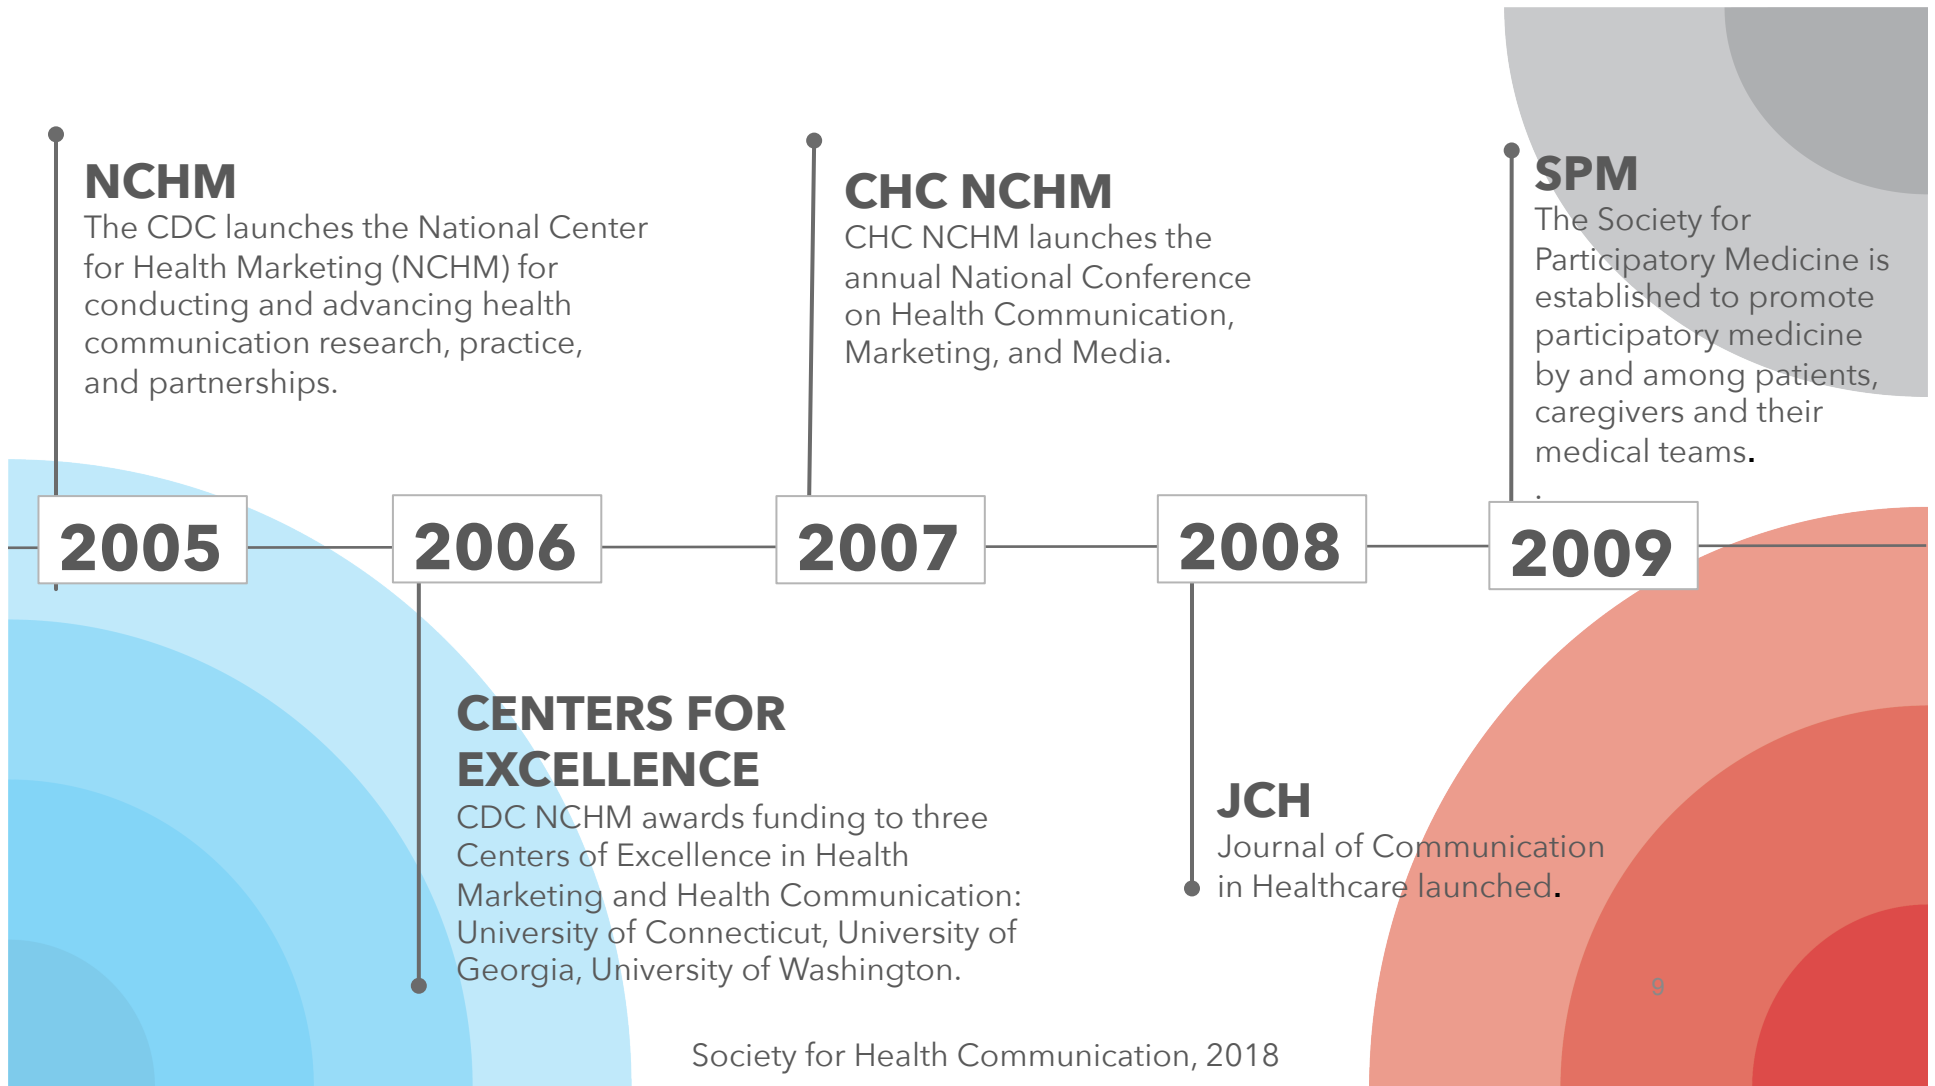 NCHM
The CDC launches the National Center
for Health Marketing (NCHM) for
conducting and advancing health
communication research, practice,
and partnerships.
CHC NCHM
CHC NCHM launches the
annual National Conference
on Health Communication,
Marketing, and Media.
SPM
The Society for
Participatory Medicine is
established to promote
participatory medicine
by and among patients,
caregivers and their
medical teams.
.
2005
2006
2007
2008
2009
CENTERS FOR
EXCELLENCE
CDC NCHM awards funding to three
Centers of Excellence in Health
Marketing and Health Communication:
University of Connecticut, University of
Georgia, University of Washington.
JCH
Journal of Communication
in Healthcare launched.
9
Society for Health Communication, 2018